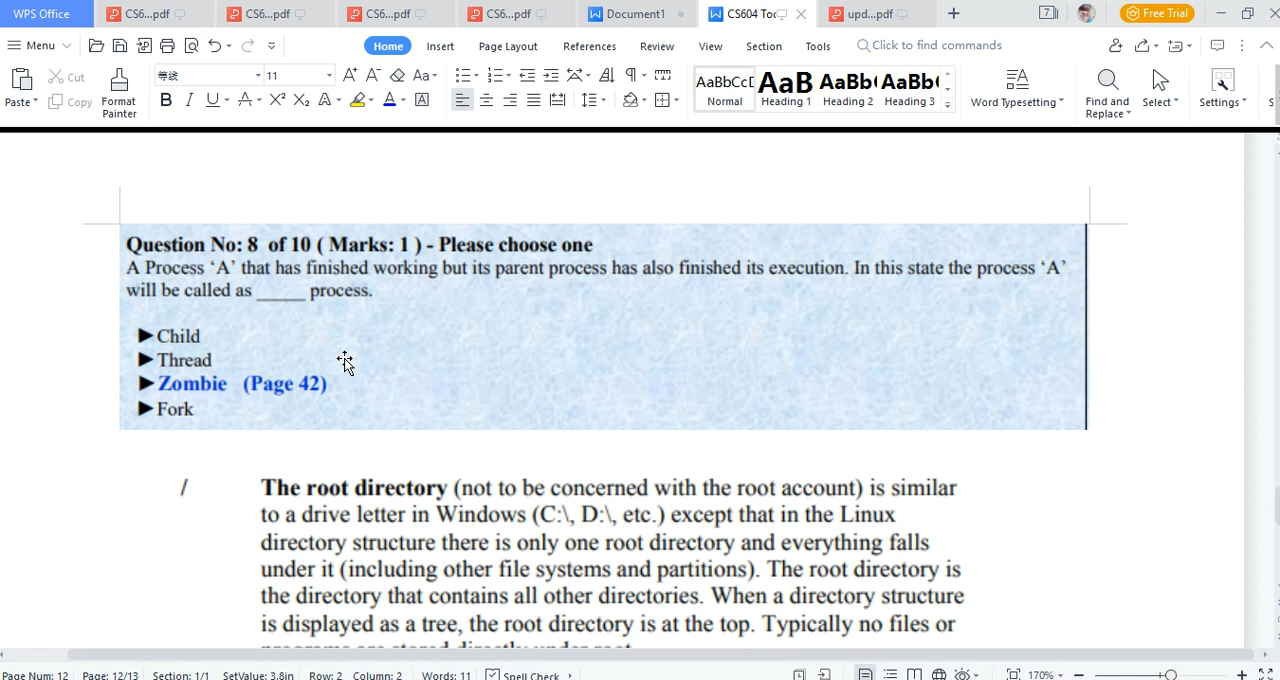 WPS Office CS6...pdf CS6...pdf CS6...pdf CS6...pdf Document1 CS604 Toc upd...pdf + 7 Free Trial
Menu Home Insert Page Layout References Review View Section Tools Click to find commands
Paste Cut Copy Format Painter 等线 11 AaBbCcD Normal AaB Heading 1 AaBb( Heading 2 AaBb( Heading 3 Word Typesetting Find and Replace Select Settings
Question No: 8 of 10 ( Marks: 1 ) - Please choose one
A Process ‘A’ that has finished working but its parent process has also finished its execution. In this state the process ‘A’
will be called as _____ process.
►Child
►Thread
►Zombie (Page 42)
►Fork
/ The root directory (not to be concerned with the root account) is similar
to a drive letter in Windows (C:\, D:\, etc.) except that in the Linux
directory structure there is only one root directory and everything falls
under it (including other file systems and partitions). The root directory is
the directory that contains all other directories. When a directory structure
is displayed as a tree, the root directory is at the top. Typically no files or
Page Num: 12 Page: 12/13 Section: 1/1 SetValue: 3.8in Row: 2 Column: 2 Words: 11 Spell Check 170% − +